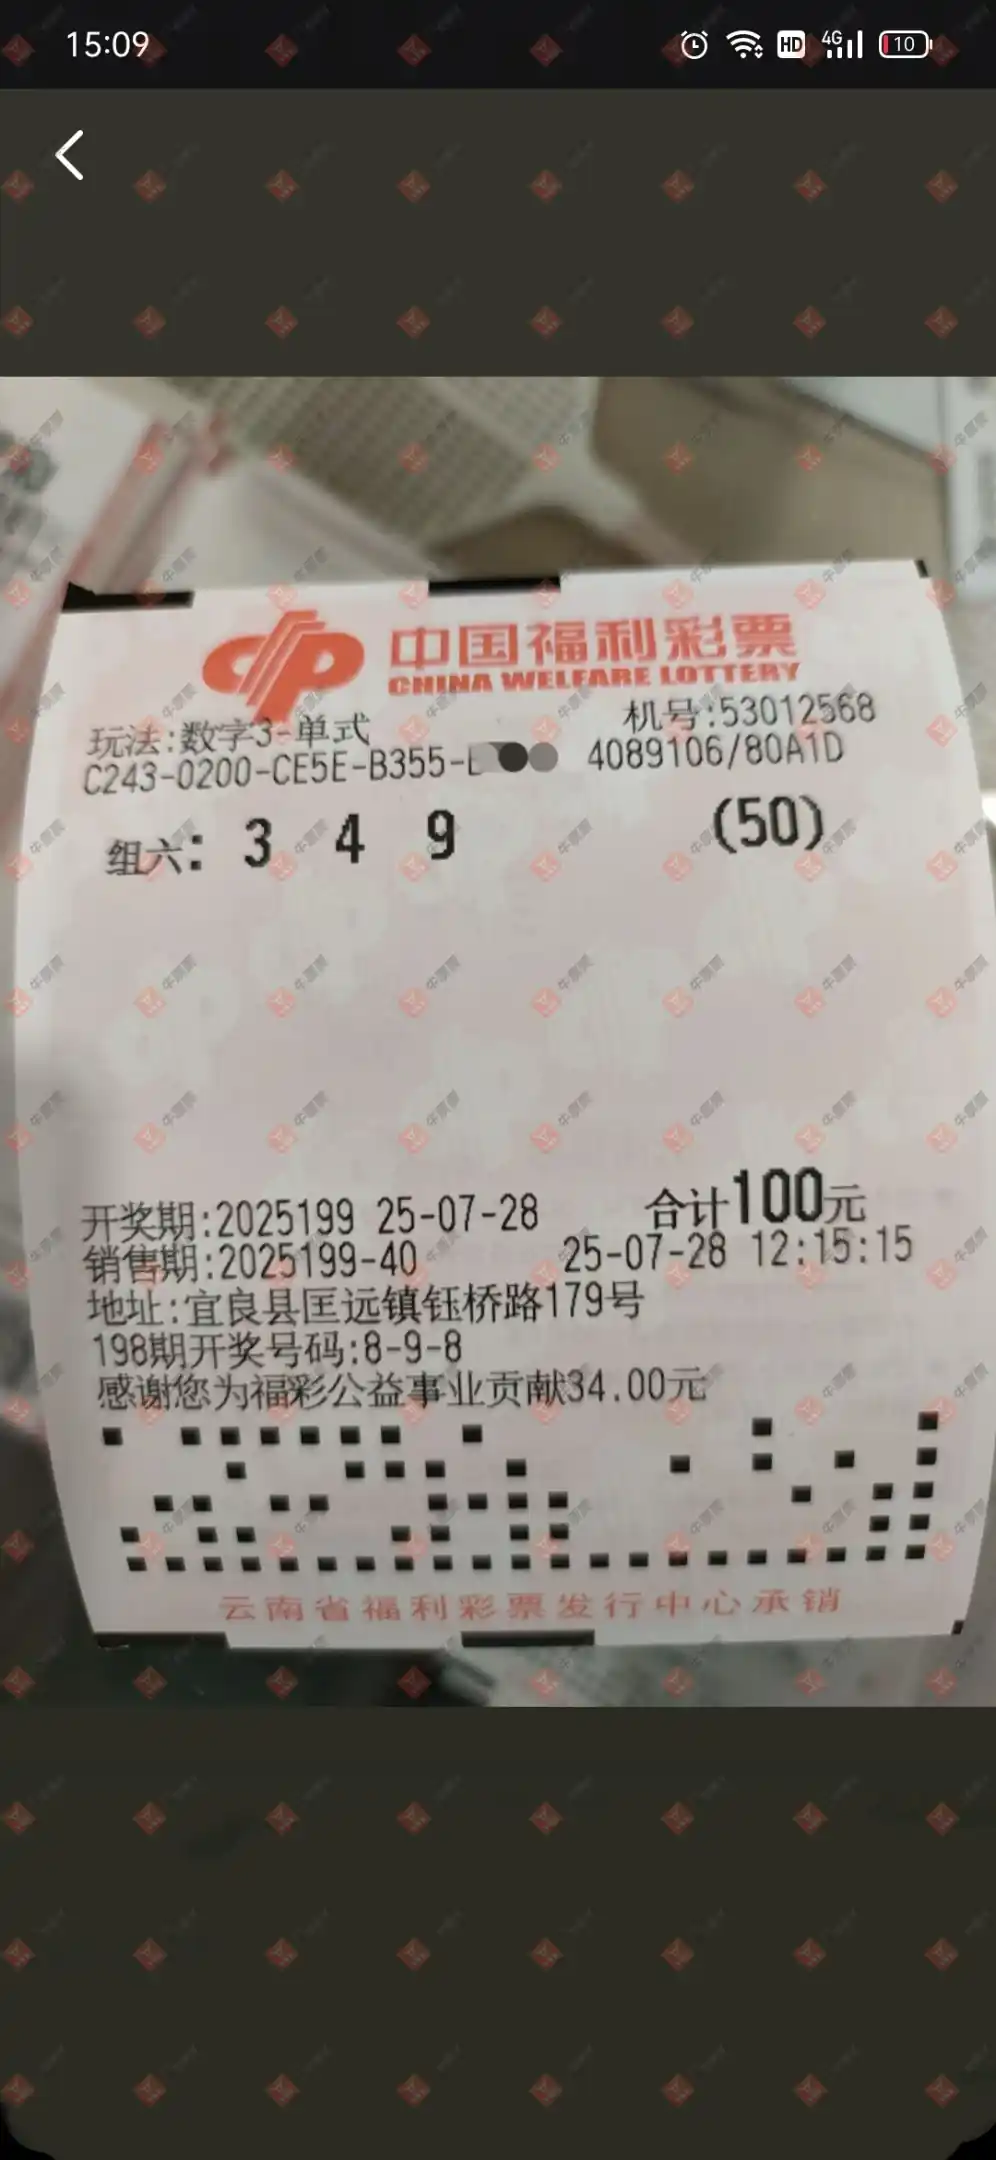 15:09
HD 4G 10
中国福利彩票
CHINA WELFARE LOTTERY
玩法:数字3-单式 机号:53012568
C243-0200-CE5E-B355- 4089106/80A1D
组六: 3 4 9 (50)
开奖期:2025199 25-07-28 合计100元
销售期:2025199-40 25-07-28 12:15:15
地址:宜良县匡远镇钰桥路179号
198期开奖号码:8-9-8
感谢您为福彩公益事业贡献34.00元
云南省福利彩票发行中心承销